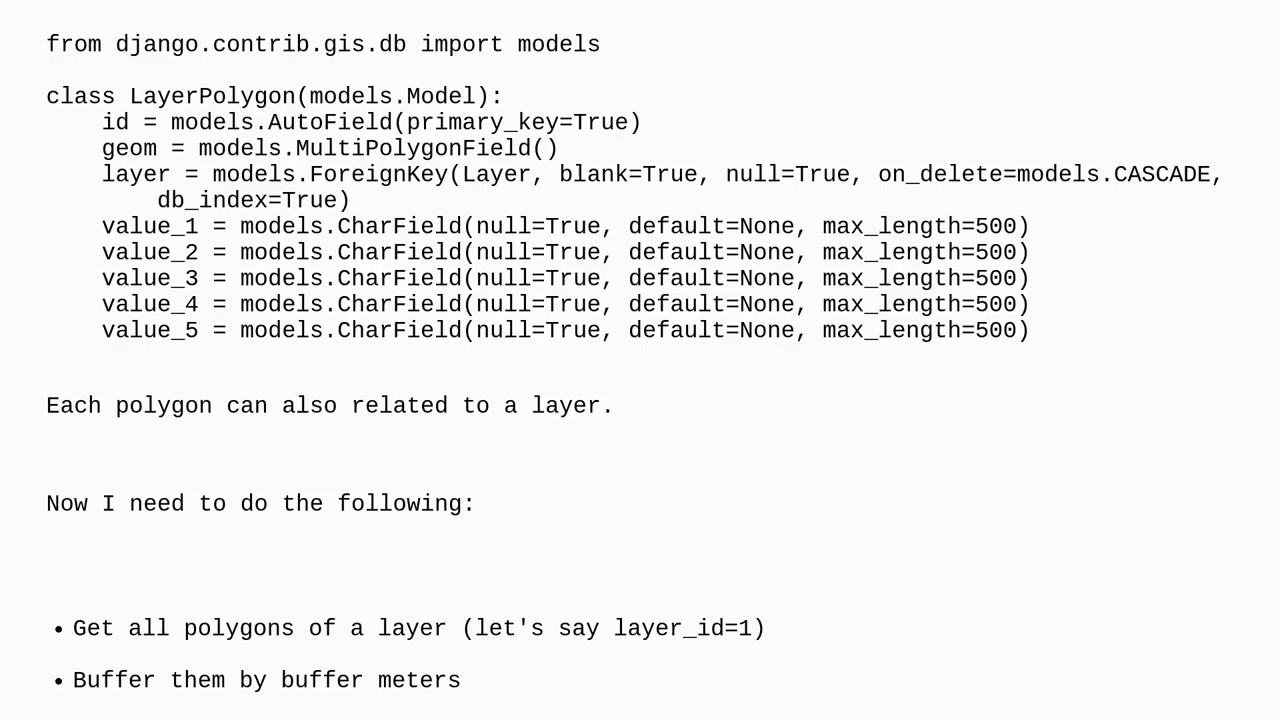 from django.contrib.gis.db import models
class LayerPolygon(models.Model):
    id = models.AutoField(primary_key=True)
    geom = models.MultiPolygonField()
    layer = models.ForeignKey(Layer, blank=True, null=True, on_delete=models.CASCADE,
        db_index=True)
    value_1 = models.CharField(null=True, default=None, max_length=500)
    value_2 = models.CharField(null=True, default=None, max_length=500)
    value_3 = models.CharField(null=True, default=None, max_length=500)
    value_4 = models.CharField(null=True, default=None, max_length=500)
    value_5 = models.CharField(null=True, default=None, max_length=500)
Each polygon can also related to a layer.
Now I need to do the following:
• Get all polygons of a layer (let's say layer_id=1)
• Buffer them by buffer meters